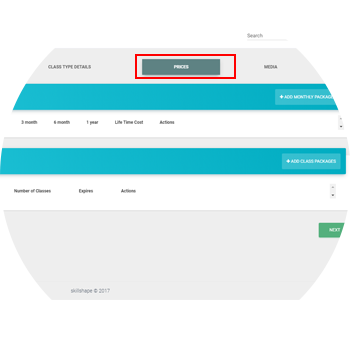 Search
CLASS TYPE DETAILS PRICES MEDIA
+ ADD MONTHLY PACKAG
3 month 6 month 1 year Life Time Cost Actions
+ ADD CLASS PACKAGES
Number of Classes Expires Actions
NEXT
skillshape © 2017